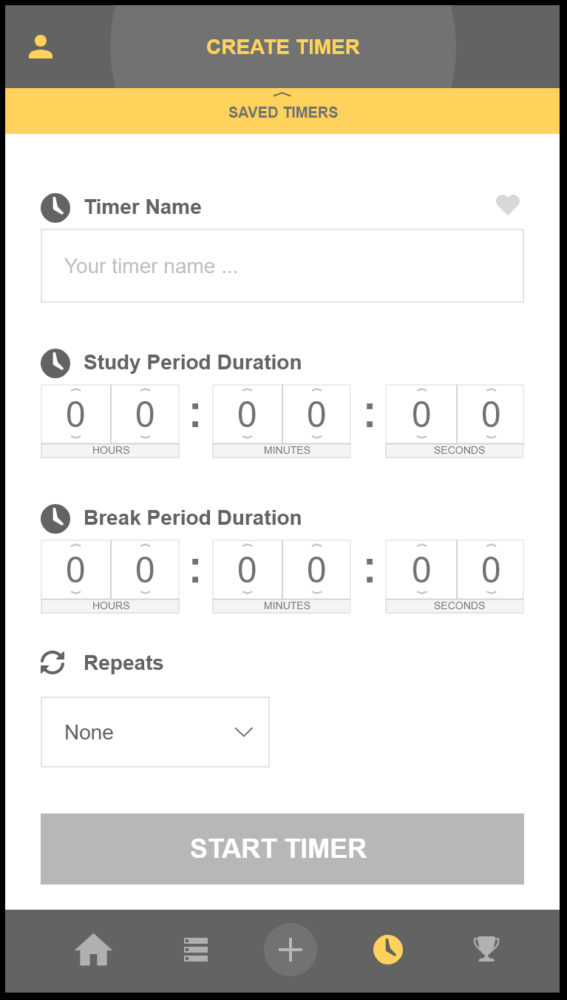 CREATE TIMER
SAVED TIMERS
Timer Name
Your timer name ...
Study Period Duration
0 0 : 0 0 : 0 0
HOURS MINUTES SECONDS
Break Period Duration
0 0 : 0 0 : 0 0
HOURS MINUTES SECONDS
Repeats
None
START TIMER